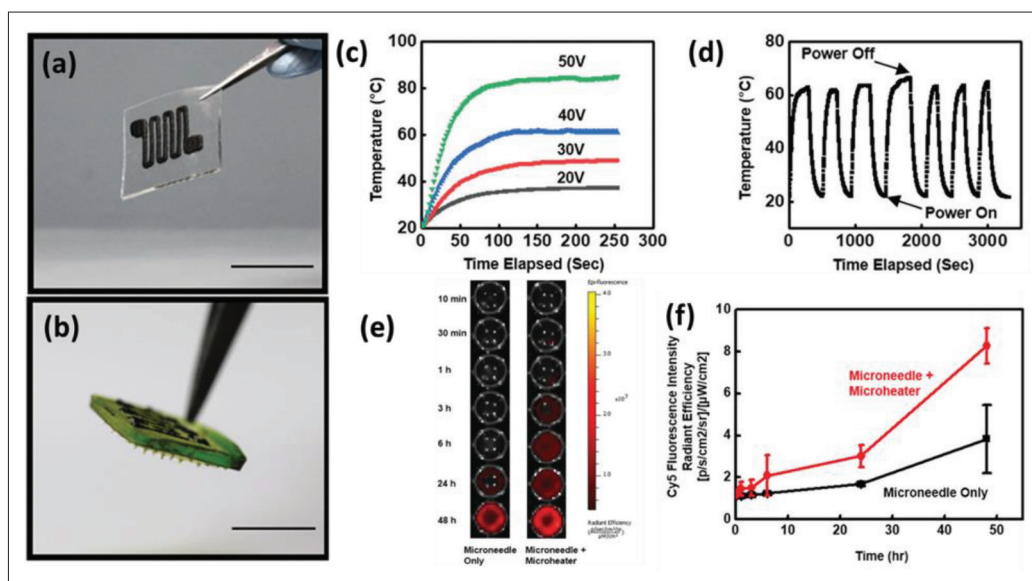 (a)
(b)
(c)
Temperature (°C)
100
80
60
40
20
50V
40V
30V
20V
0
50
100
150
200
250
300
Time Elapsed (Sec)
(d)
Temperature (°C)
80
60
40
20
Power Off
Power On
0
1000
2000
3000
Time Elapsed (Sec)
(e)
10 min
30 min
1 h
3 h
6 h
24 h
48 h
Microneedle
Only
Microneedle +
Microheater
Epi-fluorescence
4.0
3.0
2.0
1.0
Radiant Efficiency
(f)
Cy5 Fluorescence Intensity
Radiant Efficiency
[p/s/cm2/sr]/[µW/cm2]
10
8
6
4
2
0
Microneedle +
Microheater
Microneedle Only
0
10
20
30
40
50
Time (hr)